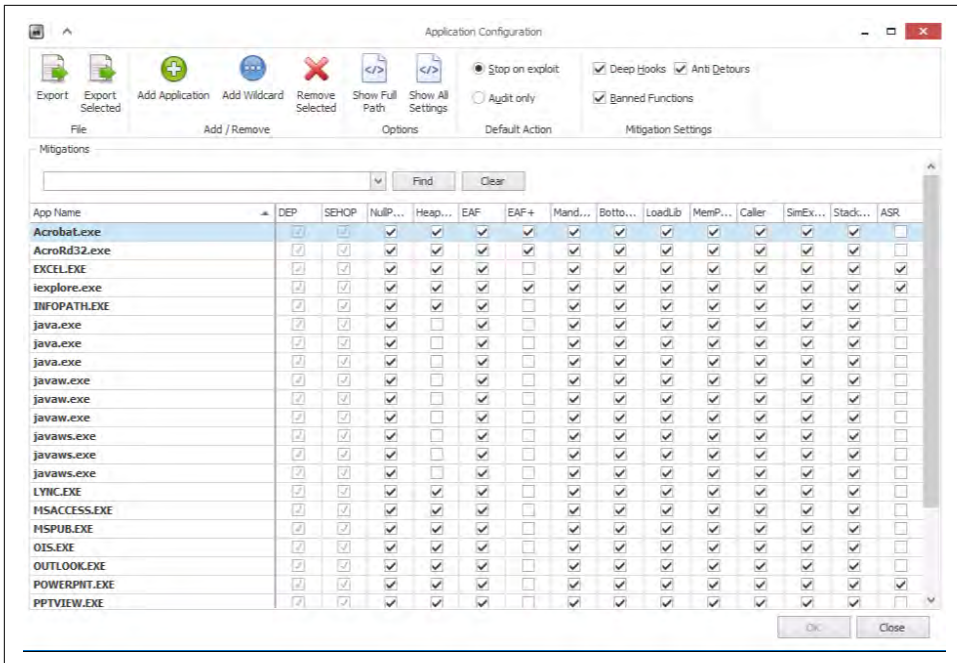 Application Configuration
Export
Export Selected
Add Application
Add Wildcard
Remove Selected
Show Full Path
Show All Settings
Stop on exploit
Audit only
Deep Hooks
Anti Detours
Banned Functions
File
Add / Remove
Options
Default Action
Mitigation Settings
Mitigations
Find
Clear
App Name DEP SEHOP NullP... Heap... EAF EAF+ Mand... Botto... LoadLib MemP... Caller SimEx... Stack... ASR
Acrobat.exe
AcroRd32.exe
EXCEL.EXE
iexplore.exe
INFOPATH.EXE
java.exe
java.exe
java.exe
javaw.exe
javaw.exe
javaw.exe
javaws.exe
javaws.exe
javaws.exe
LYNC.EXE
MSACCESS.EXE
MSPUB.EXE
OIS.EXE
OUTLOOK.EXE
POWERPNT.EXE
PPTVIEW.EXE
OK
Close